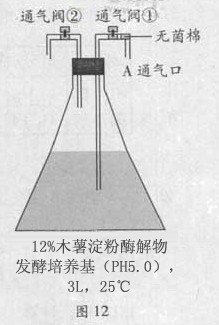 通气阀② 通气阀①
无菌棉
A 通气口
12%木薯淀粉酶解物
发酵培养基（PH5.0），
3L，25℃
图12